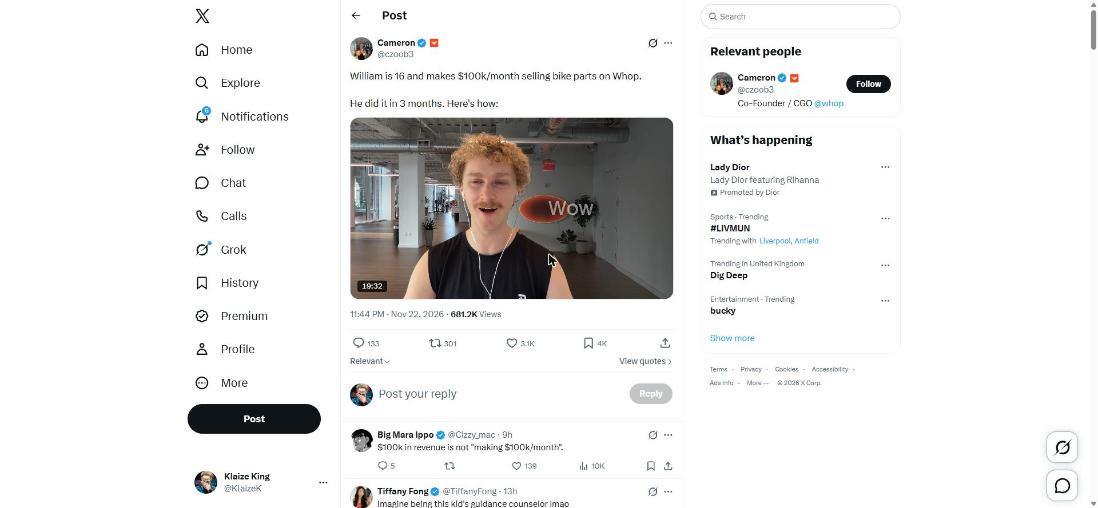 Home
Explore
6
Notifications
Follow
Chat
Calls
Grok
History
Premium
Profile
More
Post
Klaize King
@KlaizeK
Post
Cameron
@czoob3
William is 16 and makes $100k/month selling bike parts on Whop.
He did it in 3 months. Here's how:
Wow
19:32
11:44 PM · Nov 22, 2026 · 681.2K Views
133 301 3.1K 4K
Relevant View quotes
Post your reply Reply
Big Mara Ippo @Cizzy_mac · 9h
$100k in revenue is not "making $100k/month".
5 139 10K
Tiffany Fong @TiffanyFong · 13h
Imagine being this kid's guidance counselor lmao
Search
Relevant people
Cameron
@czoob3
Follow
Co-Founder / CGO @whop
What's happening
Lady Dior
Lady Dior featuring Rihanna
Promoted by Dior
Sports · Trending
#LIVMUN
Trending with Liverpool, Anfield
Trending in United Kingdom
Dig Deep
Entertainment · Trending
bucky
Show more
Terms · Privacy · Cookies · Accessibility ·
Ads info · More ··· © 2026 X Corp.